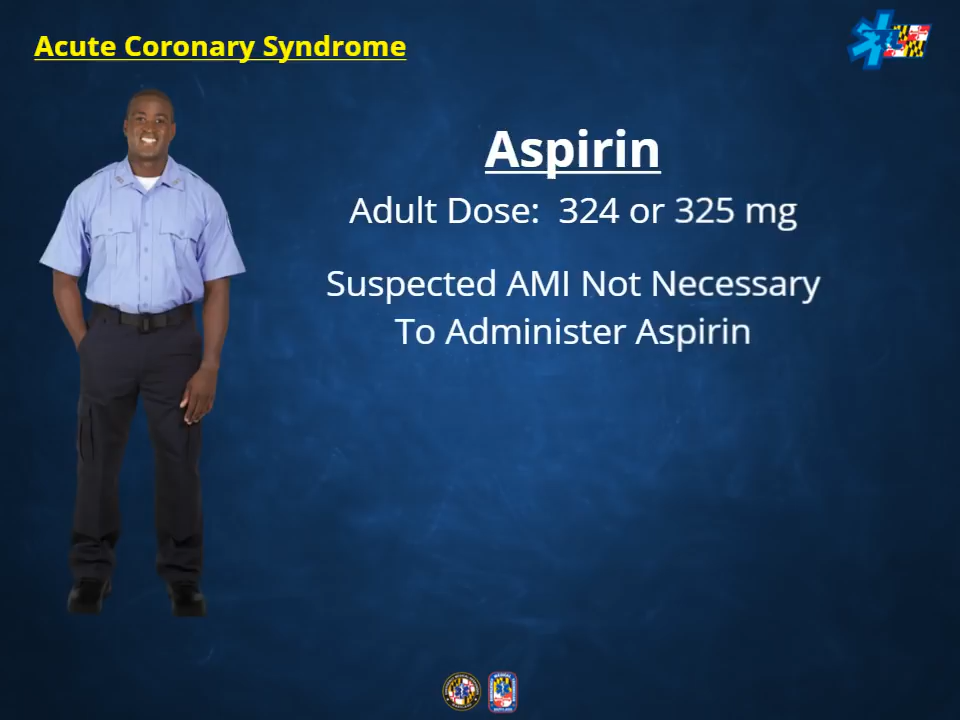 Acute Coronary Syndrome
Aspirin
Adult Dose: 324 or 325 mg
Suspected AMI Not Necessary
To Administer Aspirin